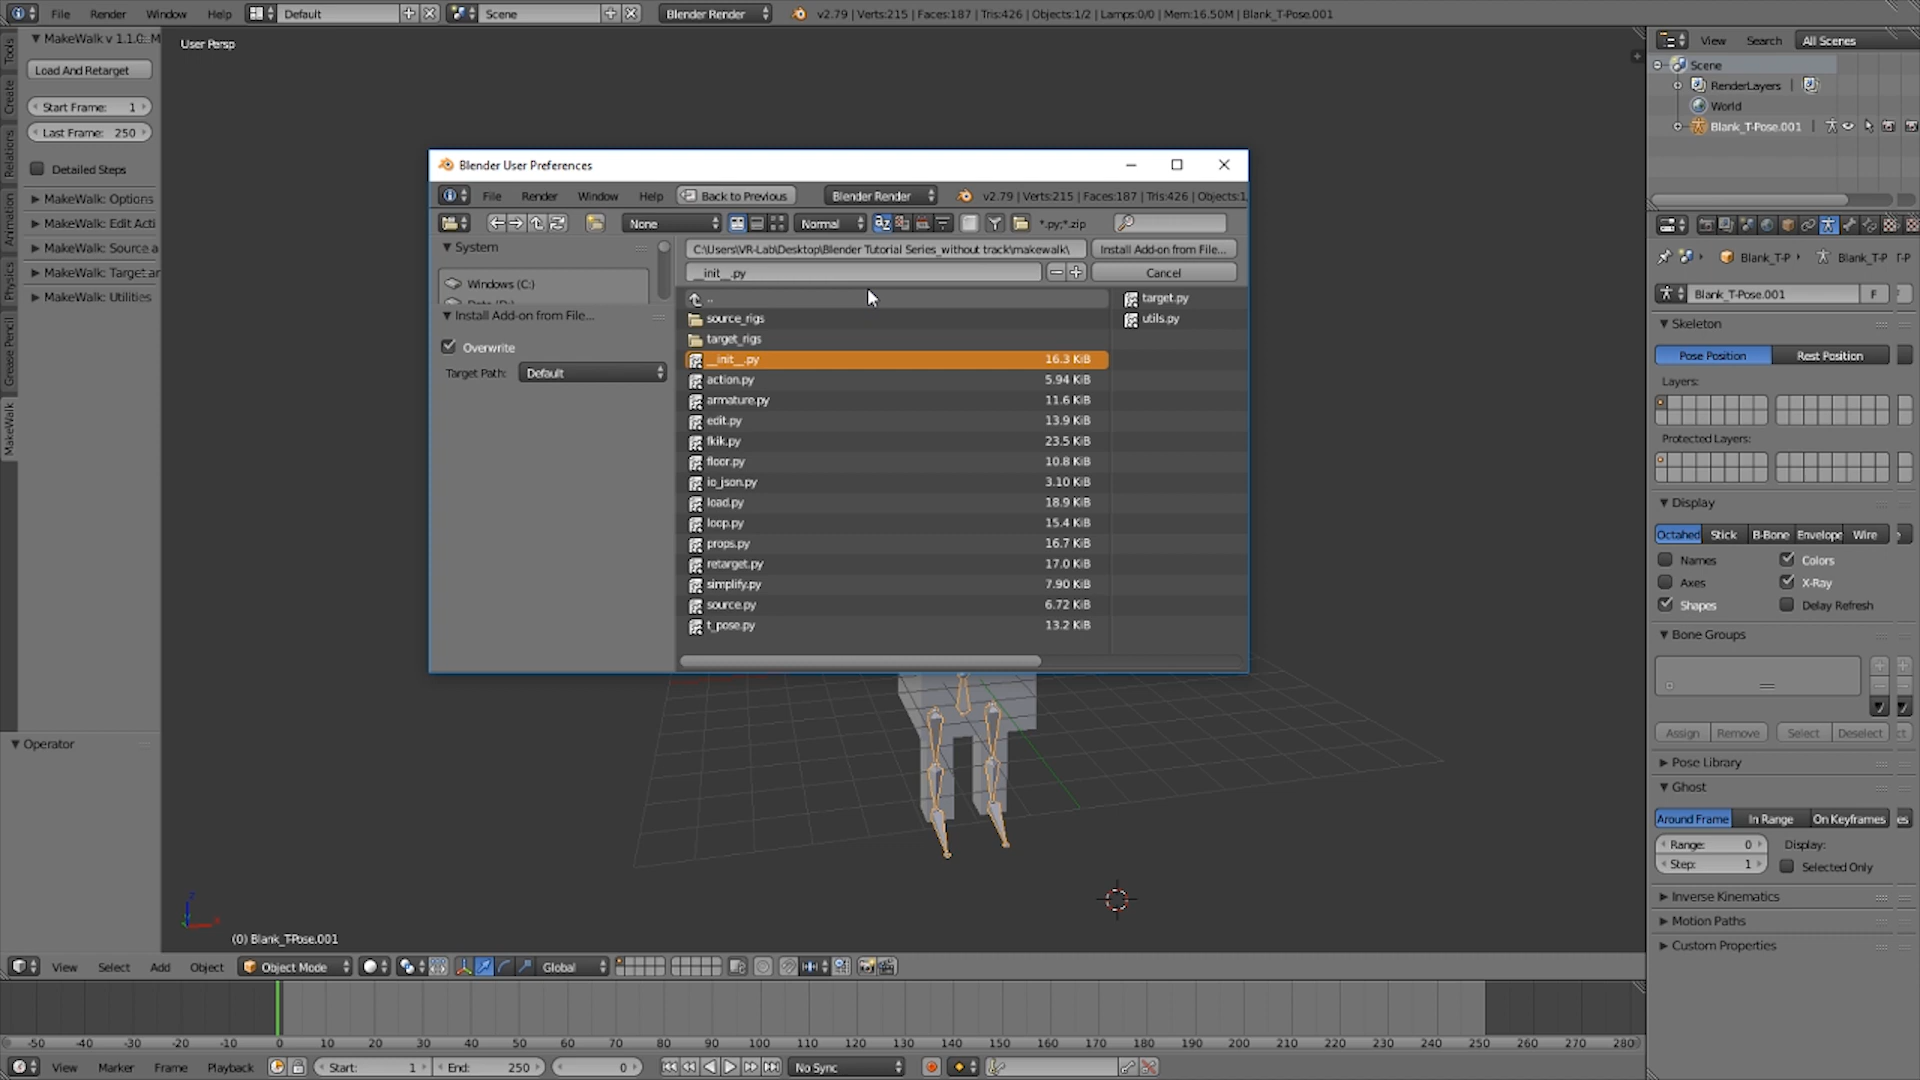 File Render Window Help Default Scene Blender Render v2.79 | Verts:215 | Faces:187 | Tris:426 | Objects:1/2 | Lamps:0/0 | Mem:16.50M | Blank_T-Pose.001
Tools
Create
Relations
Animation
Physics
Grease Pencil
MakeWalk
MakeWalk v 1.1.0: M
Load And Retarget
Start Frame: 1
Last Frame: 250
Detailed Steps
MakeWalk: Options
MakeWalk: Edit Acti
MakeWalk: Source a
MakeWalk: Target ar
MakeWalk: Utilities
Operator
User Persp
Blender User Preferences
File Render Window Help Back to Previous Blender Render v2.79 | Verts:215 | Faces:187 | Tris:426 | Objects:1
None Normal *.py;*.zip
System
Windows (C:)
Install Add-on from File...
Overwrite
Target Path: Default
C:\Users\VR-Lab\Desktop\Blender Tutorial Series_without track\makewalk\ Install Add-on from File...
__init__.py Cancel
..
source_rigs
target_rigs
__init__.py 16.3 KiB
action.py 5.94 KiB
armature.py 11.6 KiB
edit.py 13.9 KiB
fkik.py 23.5 KiB
floor.py 10.8 KiB
io_json.py 3.10 KiB
load.py 18.9 KiB
loop.py 15.4 KiB
props.py 16.7 KiB
retarget.py 17.0 KiB
simplify.py 7.90 KiB
source.py 6.72 KiB
t_pose.py 13.2 KiB
target.py
utils.py
(0) Blank_T-Pose.001
View Select Add Object Object Mode Global
-50 -40 -30 -20 -10 0 10 20 30 40 50 60 70 80 90 100 110 120 130 140 150 160 170 180 190 200 210 220 230 240 250 260 270 280
View Marker Frame Playback Start: 1 End: 250 0 No Sync
View Search All Scenes
Scene
RenderLayers |
World
Blank_T-Pose.001 |
Blank_T-P Blank_T-P T-P
Blank_T-Pose.001 F
Skeleton
Pose Position Rest Position
Layers:
Protected Layers:
Display
Octahed Stick B-Bone Envelope Wire
Names Colors
Axes X-Ray
Shapes Delay Refresh
Bone Groups
Assign Remove Select Deselect ct
Pose Library
Ghost
Around Frame In Range On Keyframes es
Range: 0 Display:
Step: 1 Selected Only
Inverse Kinematics
Motion Paths
Custom Properties